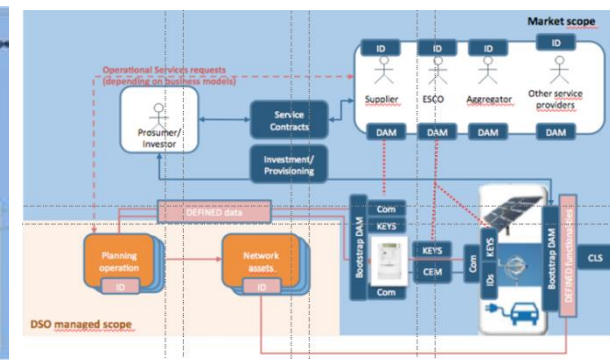 Market scope
ID
ID
ID
ID
Operational Services requests
(depending on business models)
Supplier
ESCO
Aggregator
Other service
providers
Prosumer/
Investor
Service
Contracts
DAM
DAM
DAM
DAM
Investment/
Provisioning
DEFINED data
Bootstrap DAM
Com
KEYS
Com
KEYS
CEM
Com
KEYS
IDs
Bootstrap DAM
DEFINED functionalities
CLS
Planning
operation
ID
Network
assets
ID
DSO managed scope